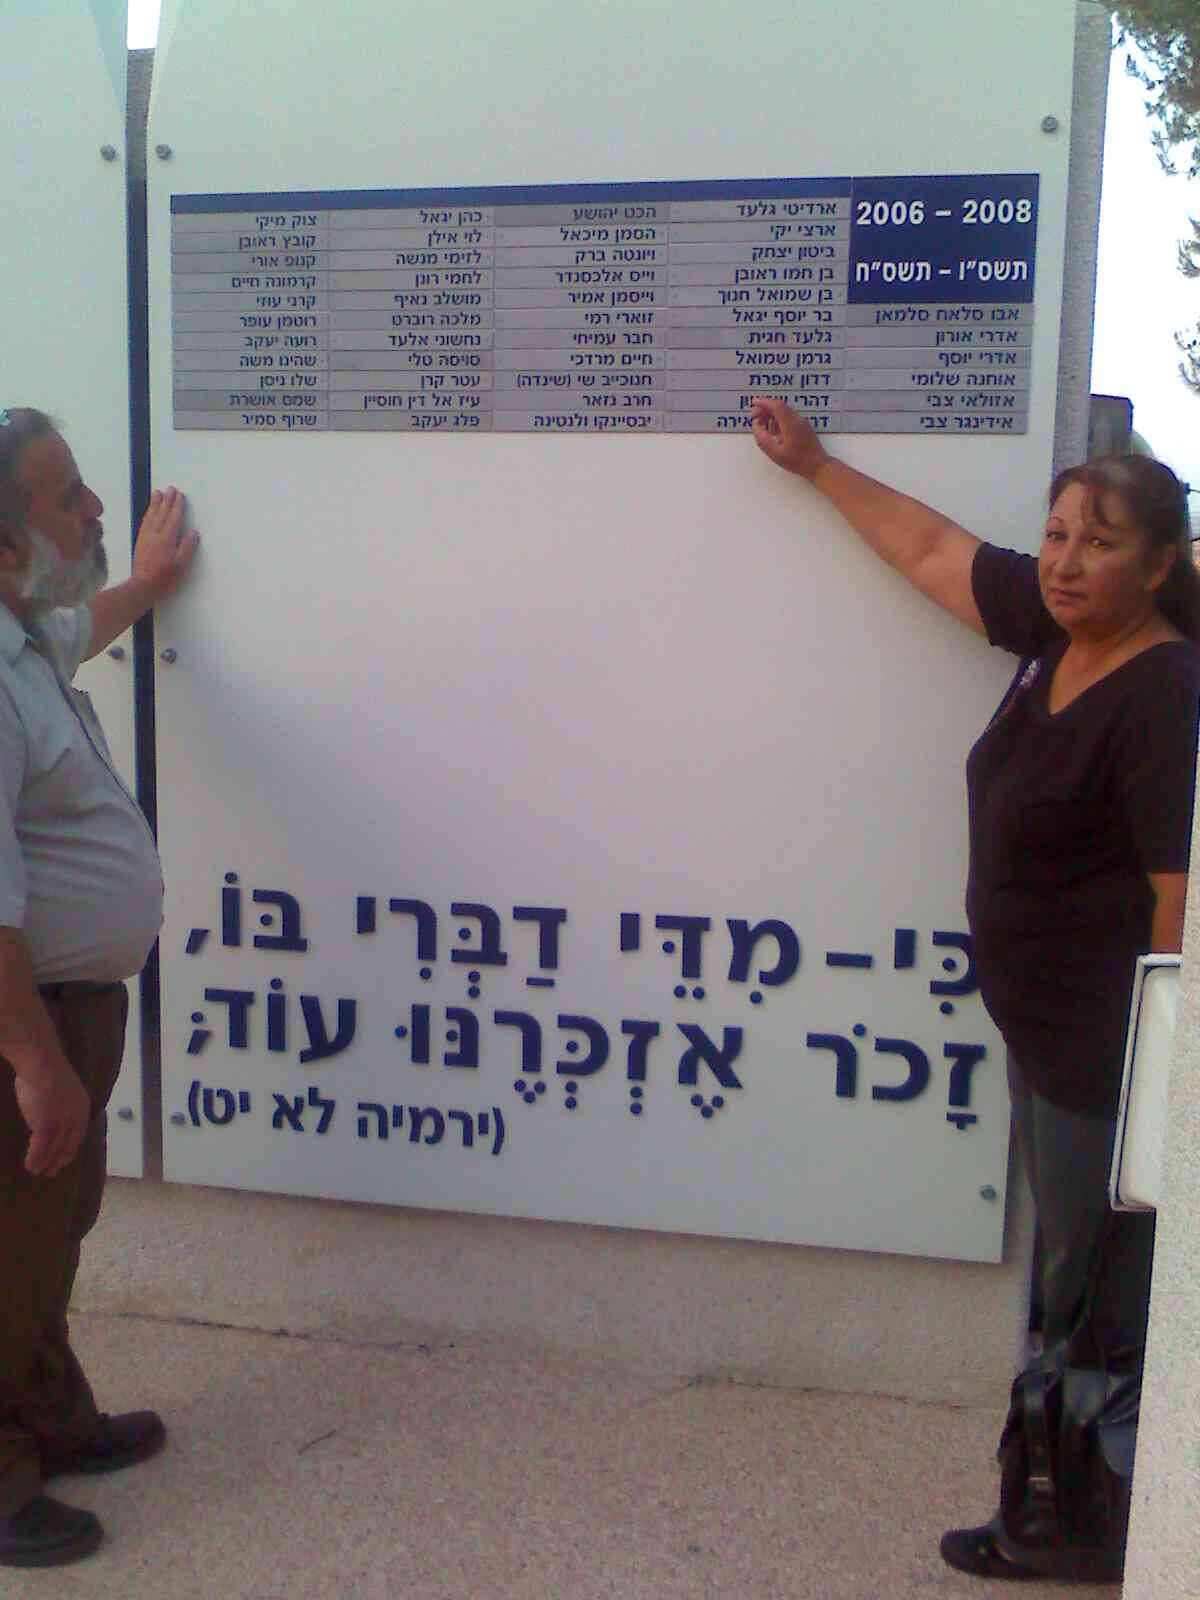 2006 – 2008
תשס"ו – תשס"ח
אבו סלאח סלמאן
אדרי אורון
אדרי יוסף
אוחנה שלומי
אזולאי צבי
אידינגר צבי
ארדיטי גלעד
ארצי יקי
ביטון יצחק
בן חמו ראובן
בן שמואל חנוך
בר יוסף יגאל
גלעד חגית
גרמן שמואל
דדון אפרת
דהרי
הכט יהושע
הסמן מיכאל
ויונטה ברק
וייס אלכסנדר
וייסמן אמיר
זוארי רמי
חבר עמיחי
חיים מרדכי
חנוכייב שי (שינדה)
חרב נזאר
יבסיינקו ולנטינה
כהן יגאל
לוי אילן
לזימי מנשה
לחמי רונן
מושלב נאיף
מלכה רוברט
נחשוני אלעד
סויסה טלי
עטר קרן
עיז אל דין חוסיין
פלג יעקב
צוק מיקי
קובץ ראובן
קנופ אורי
קרמונה חיים
קרני עוזי
רוטמן עופר
רועה יעקב
שהינו משה
שלו ניסן
שמס אושרת
שרוף סמיר
כִּי – מִדֵּי דַבְּרִי בּוֹ,
זָכֹר אֶזְכְּרֶנּוּ עוֹד;
(ירמיה לא יט).